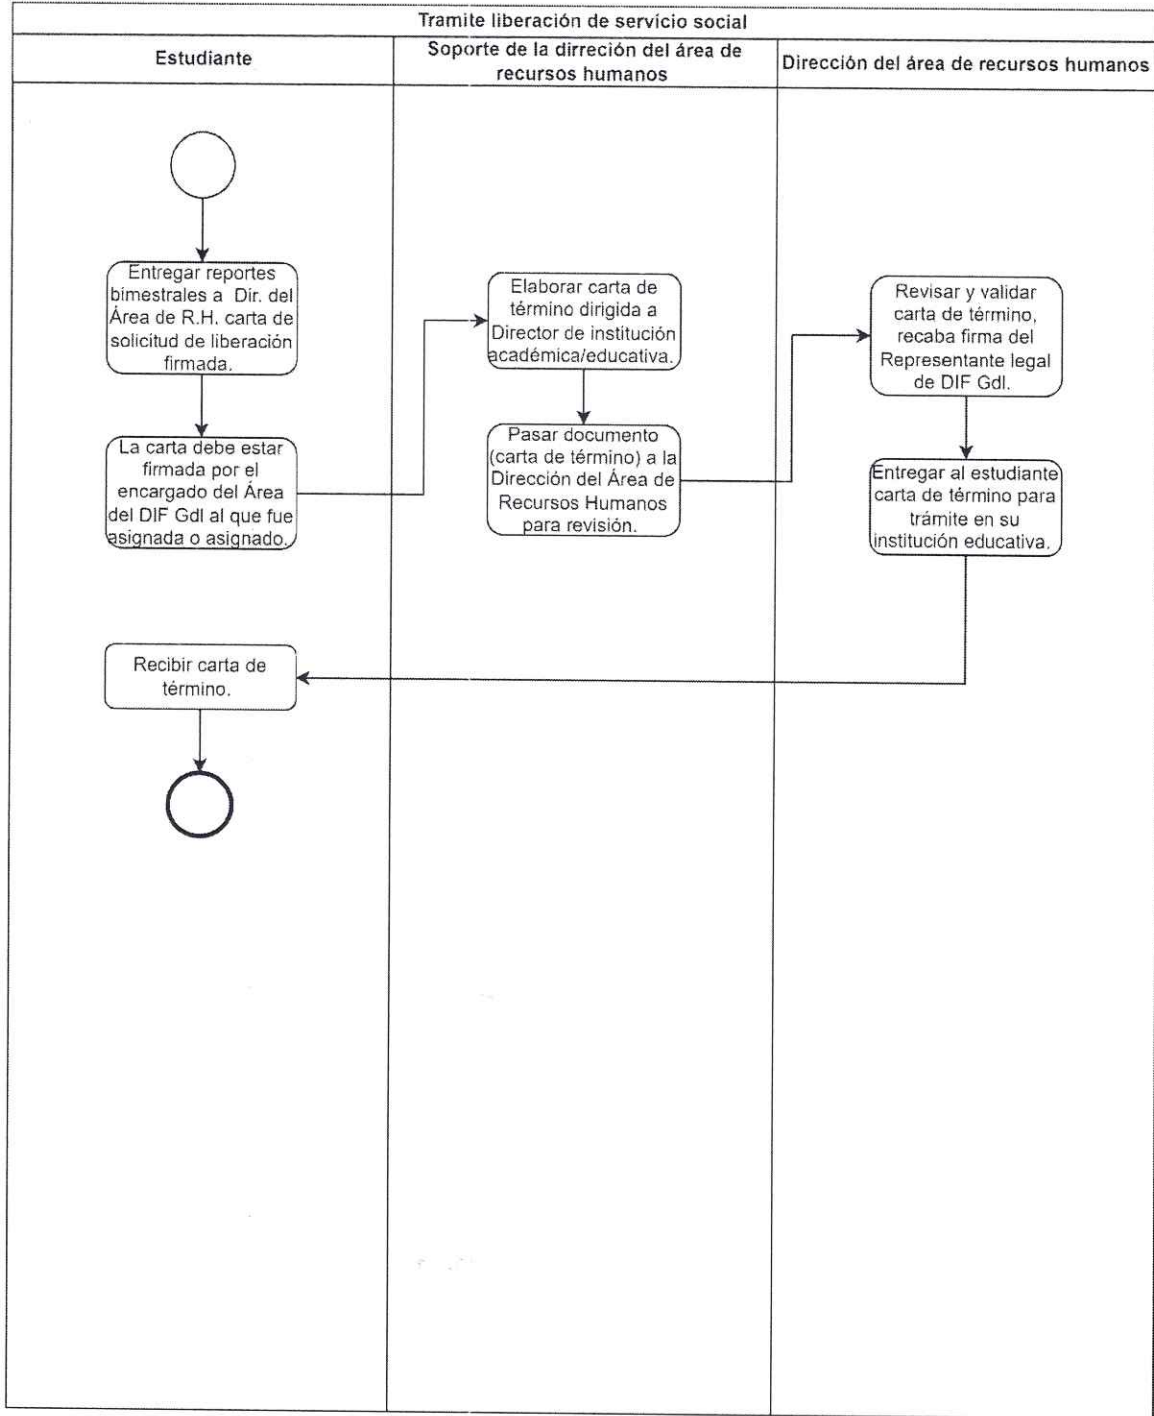 Tramite liberación de servicio social
Estudiante
Soporte de la dirreción del área de
recursos humanos
Dirección del área de recursos humanos
Entregar reportes
bimestrales a Dir. del
Área de R.H. carta de
solicitud de liberación
firmada.
La carta debe estar
firmada por el
encargado del Área
del DIF Gdl al que fue
asignada o asignado.
Elaborar carta de
término dirigida a
Director de institución
académica/educativa.
Pasar documento
(carta de término) a la
Dirección del Área de
Recursos Humanos
para revisión.
Revisar y validar
carta de término,
recaba firma del
Representante legal
de DIF Gdl.
Entregar al estudiante
carta de término para
trámite en su
institución educativa.
Recibir carta de
término.